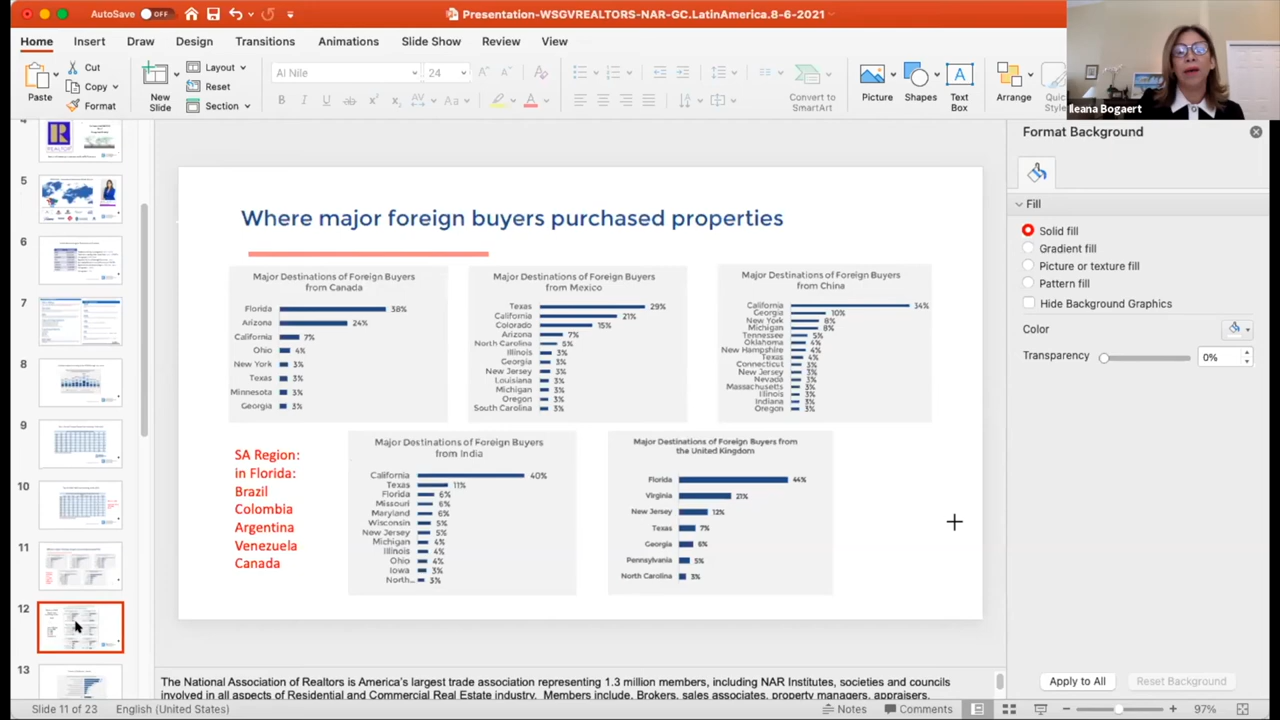 AutoSave OFF
Presentation-WSGVREALTORS-NAR-GC.LatinAmerica.8-6-2021
Home Insert Draw Design Transitions Animations Slide Show Review View
Paste
Cut
Copy
Format
New
Slide
Layout
Reset
Section
Al Nile 24
Convert to
SmartArt
Picture
Shapes
Text
Box
Arrange
Ileana Bogaert
4
5
6
7
8
9
10
11
12
13
Where major foreign buyers purchased properties
Major Destinations of Foreign Buyers
from Canada
Florida 38%
Arizona 24%
California 7%
Ohio 4%
New York 3%
Texas 3%
Minnesota 3%
Georgia 3%
Major Destinations of Foreign Buyers
from Mexico
Texas 29%
California 21%
Colorado 15%
Arizona 7%
North Carolina 5%
Illinois 3%
Georgia 3%
New Jersey 3%
Louisiana 3%
Michigan 3%
Oregon 3%
South Carolina 3%
Major Destinations of Foreign Buyers
from China
California 34%
Georgia 10%
New York 8%
Michigan 8%
Tennessee 5%
Oklahoma 4%
New Hampshire 4%
Texas 4%
Connecticut 3%
New Jersey 3%
Nevada 3%
Massachusetts 3%
Illinois 3%
Indiana 3%
Oregon 3%
SA Region:
in Florida:
Brazil
Colombia
Argentina
Venezuela
Canada
Major Destinations of Foreign Buyers
from India
California 40%
Texas 11%
Florida 6%
Missouri 6%
Maryland 6%
Wisconsin 5%
New Jersey 5%
Michigan 4%
Illinois 4%
Ohio 4%
Iowa 3%
North... 3%
Major Destinations of Foreign Buyers from
the United Kingdom
Florida 44%
Virginia 21%
New Jersey 12%
Texas 7%
Georgia 6%
Pennsylvania 5%
North Carolina 3%
Format Background
Fill
Solid fill
Gradient fill
Picture or texture fill
Pattern fill
Hide Background Graphics
Color
Transparency 0%
Apply to All Reset Background
The National Association of Realtors is America's largest trade association representing 1.3 million members, including NAR Institutes, societies and councils
involved in all aspects of Residential and Commercial Real Estate industry. Members include, Brokers, sales associates, property managers, appraisers,
Slide 11 of 23 English (United States) Notes Comments 97%